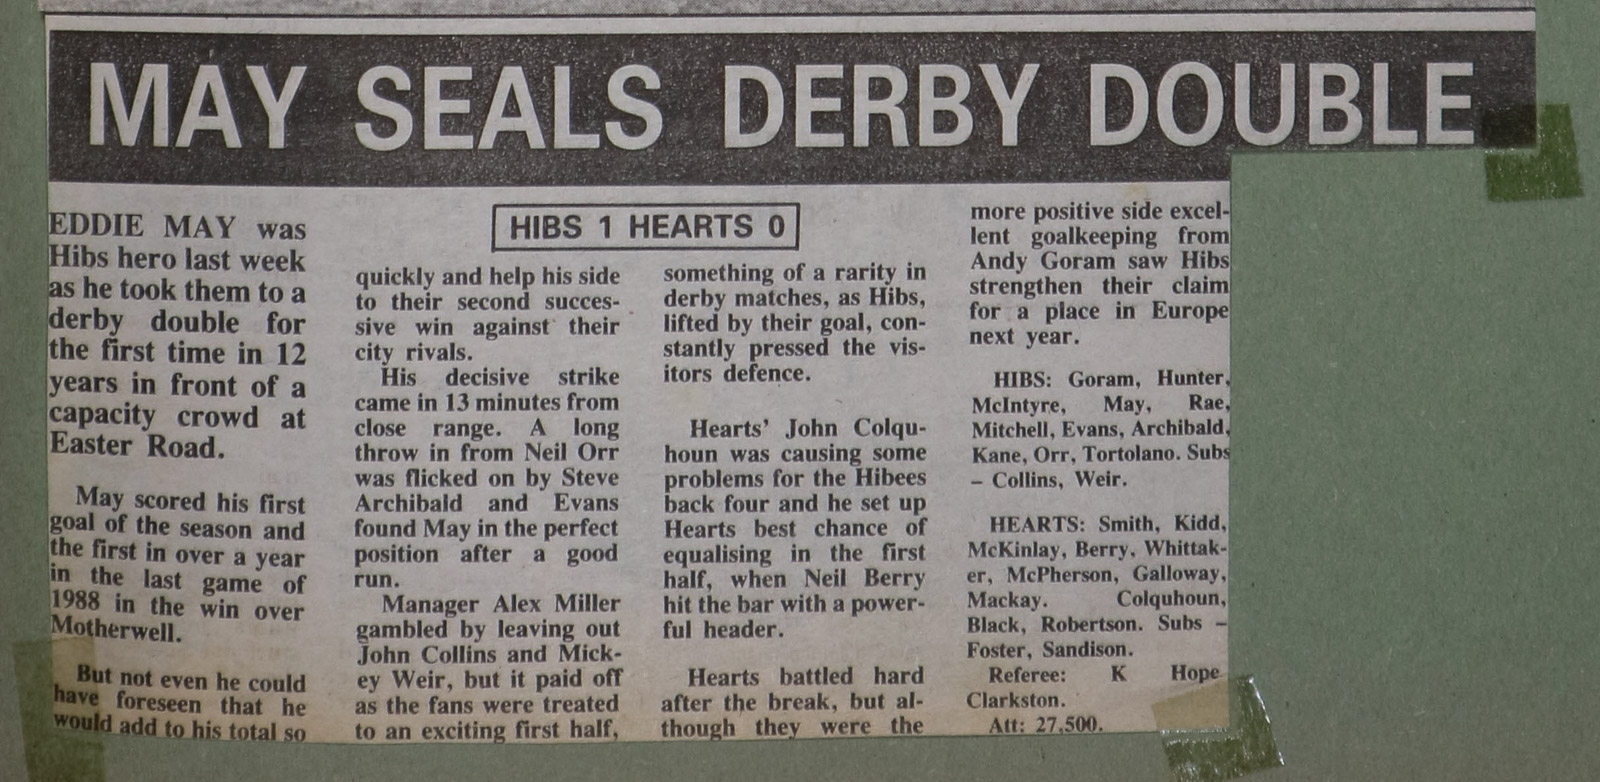 MAY SEALS DERBY DOUBLE
HIBS 1 HEARTS 0
EDDIE MAY was
Hibs hero last week
as he took them to a
derby double for
the first time in 12
years in front of a
capacity crowd at
Easter Road.
May scored his first
goal of the season and
the first in over a year
in the last game of
1988 in the win over
Motherwell.
But not even he could
have foreseen that he
would add to his total so
quickly and help his side
to their second succes-
sive win against their
city rivals.
His decisive strike
came in 13 minutes from
close range. A long
throw in from Neil Orr
was flicked on by Steve
Archibald and Evans
found May in the perfect
position after a good
run.
Manager Alex Miller
gambled by leaving out
John Collins and Mick-
ey Weir, but it paid off
as the fans were treated
to an exciting first half,
something of a rarity in
derby matches, as Hibs,
lifted by their goal, con-
stantly pressed the vis-
itors defence.
Hearts' John Colqu-
houn was causing some
problems for the Hibees
back four and he set up
Hearts best chance of
equalising in the first
half, when Neil Berry
hit the bar with a power-
ful header.
Hearts battled hard
after the break, but al-
though they were the
more positive side excel-
lent goalkeeping from
Andy Goram saw Hibs
strengthen their claim
for a place in Europe
next year.
HIBS: Goram, Hunter,
McIntyre, May, Rae,
Mitchell, Evans, Archibald,
Kane, Orr, Tortolano. Subs
– Collins, Weir.
HEARTS: Smith, Kidd,
McKinlay, Berry, Whittak-
er, McPherson, Galloway,
Mackay. Colquhoun,
Black, Robertson. Subs –
Foster, Sandison.
Referee: K Hope
Clarkston.
Att: 27,500.